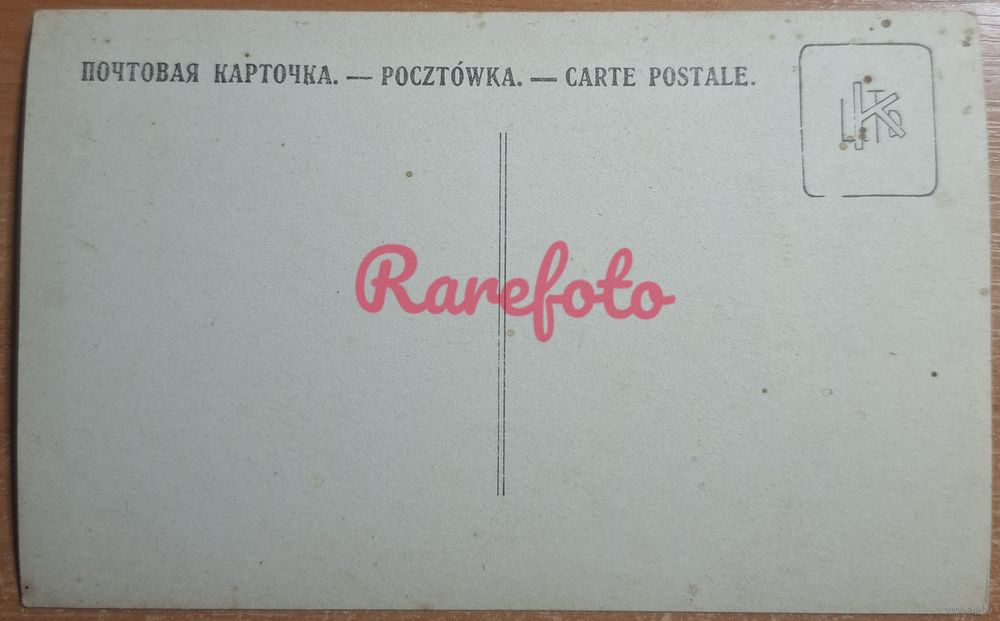 ПОЧТОВАЯ КАРТОЧКА. — POCZTÓWKA. — CARTE POSTALE.
Rarefoto